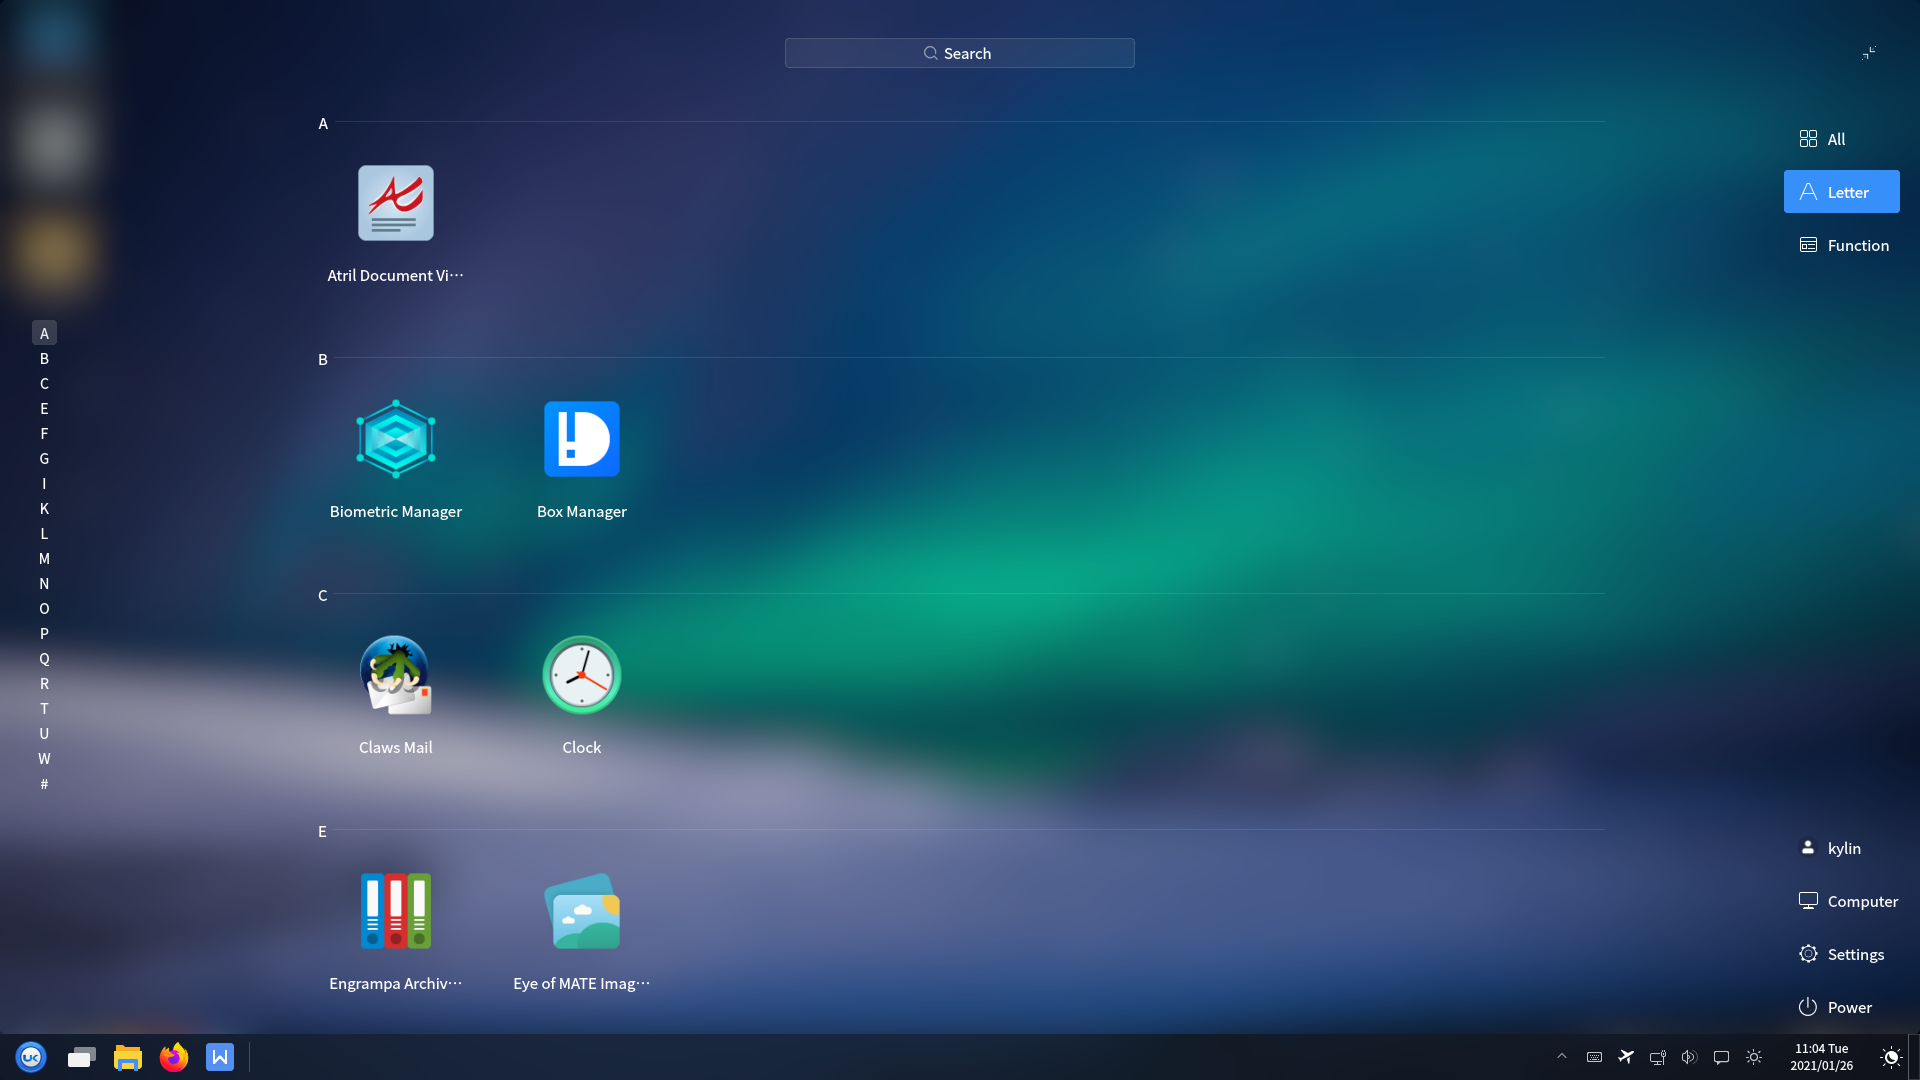 Search
All
Letter
Function
A
Atril Document Vi···
B
Biometric Manager
Box Manager
C
Claws Mail
Clock
E
Engrampa Archiv···
Eye of MATE Imag···
A
B
C
E
F
G
I
K
L
M
N
O
P
Q
R
T
U
W
#
kylin
Computer
Settings
Power
UK
W
11:04 Tue
2021/01/26